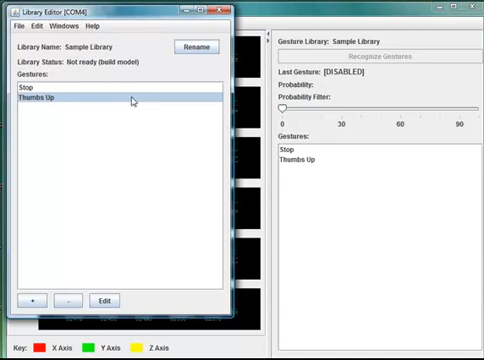 Library Editor [COM4]
File Edit Windows Help
Library Name: Sample Library Rename
Library Status: Not ready (build model)
Gestures:
Stop
Thumbs Up
+ - Edit
Key: X Axis Y Axis Z Axis
Gesture Library: Sample Library
Recognize Gestures
Last Gesture: [DISABLED]
Probability:
Probability Filter:
0 30 60 90
Gestures:
Stop
Thumbs Up